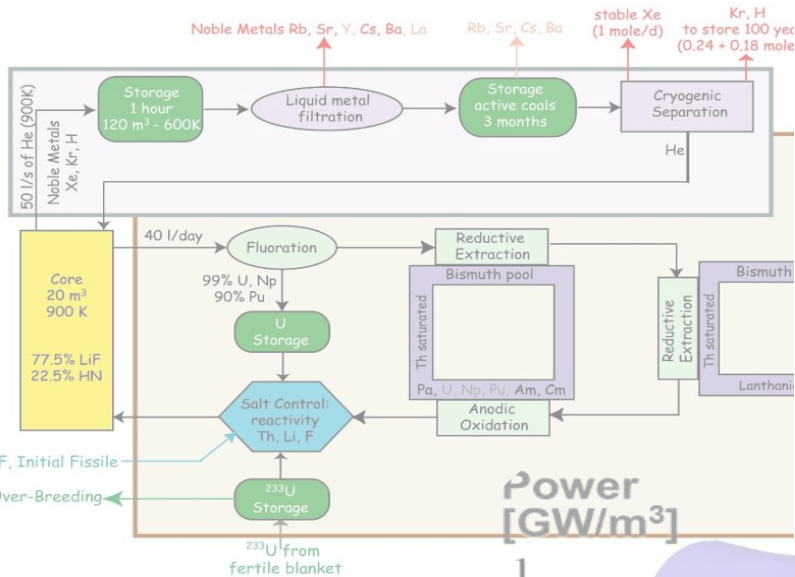 Noble Metals Rb, Sr, Y, Cs, Ba, La
Rb, Sr, Cs, Ba
stable Xe
(1 mole/d)
Kr, H
to store 100
(0.24 + 0.18
50 l/s of He (900K)
Noble Metals
Xe, Kr, H
Storage
1 hour
120 m³ - 600K
Liquid metal
filtration
Storage
active coals
3 months
Cryogenic
Separation
He
Core
20 m³
900 K
77.5% LiF
22.5% HN
40 l/day
Fluoration
99% U, Np
90% Pu
U
Storage
Salt Control:
reactivity
Th, Li, F
Reductive
Extraction
Bismuth pool
Th saturated
Pa, U, Np, Pu, Am, Cm
Anodic
Oxidation
Reductive
Extraction
Bismuth
Th saturated
F, Initial Fissile
Over-Breeding
²³³U
Storage
²³³U from
fertile blanket
Power
[GW/m³]